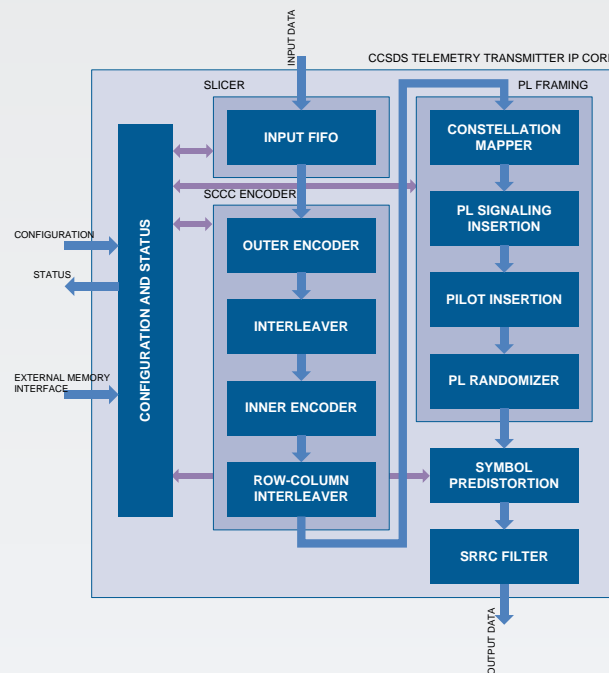 INPUT DATA
CCSDS TELEMETRY TRANSMITTER IP COR
SLICER
PL FRAMING
INPUT FIFO
CONSTELLATION
MAPPER
SCCC ENCODER
PL SIGNALING
INSERTION
CONFIGURATION
STATUS
CONFIGURATION AND STATUS
OUTER ENCODER
INTERLEAVER
PILOT INSERTION
EXTERNAL MEMORY
INTERFACE
INNER ENCODER
PL RANDOMIZER
ROW-COLUMN
INTERLEAVER
SYMBOL
PREDISTORTION
SRRC FILTER
OUTPUT DATA